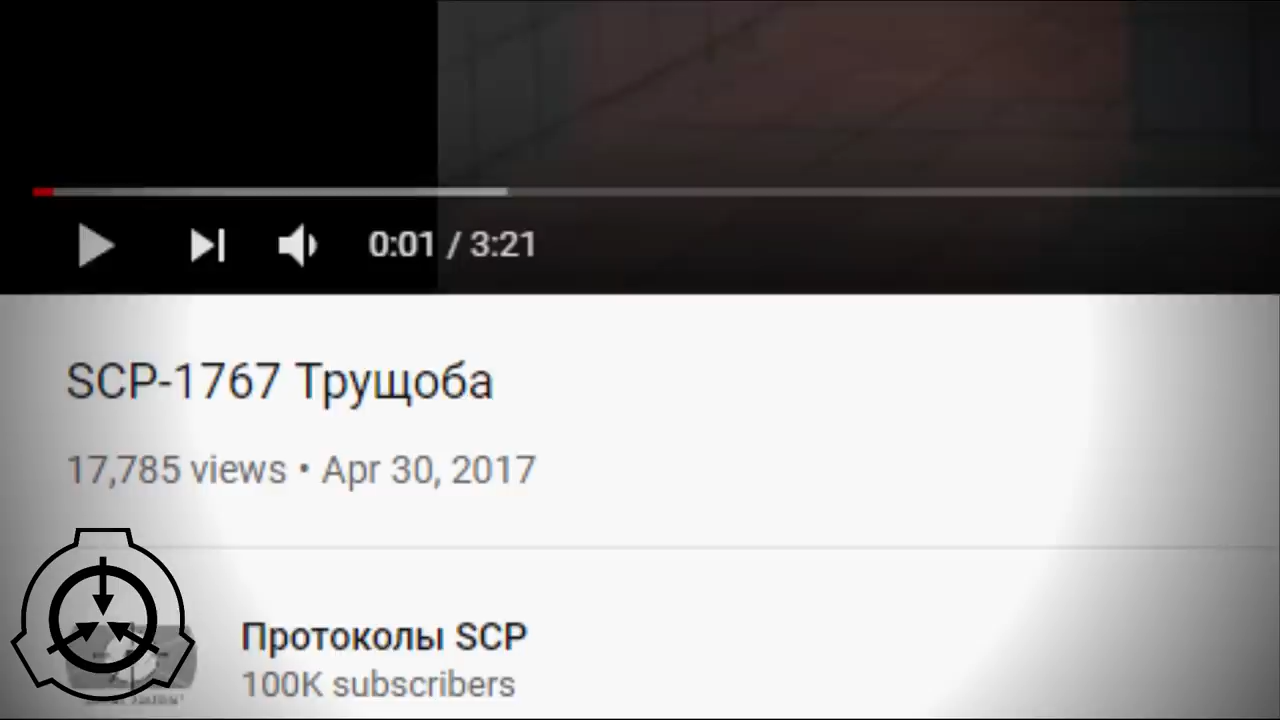 0:01 / 3:21
SCP-1767 Трущоба
17,785 views • Apr 30, 2017
Протоколы SCP
100K subscribers